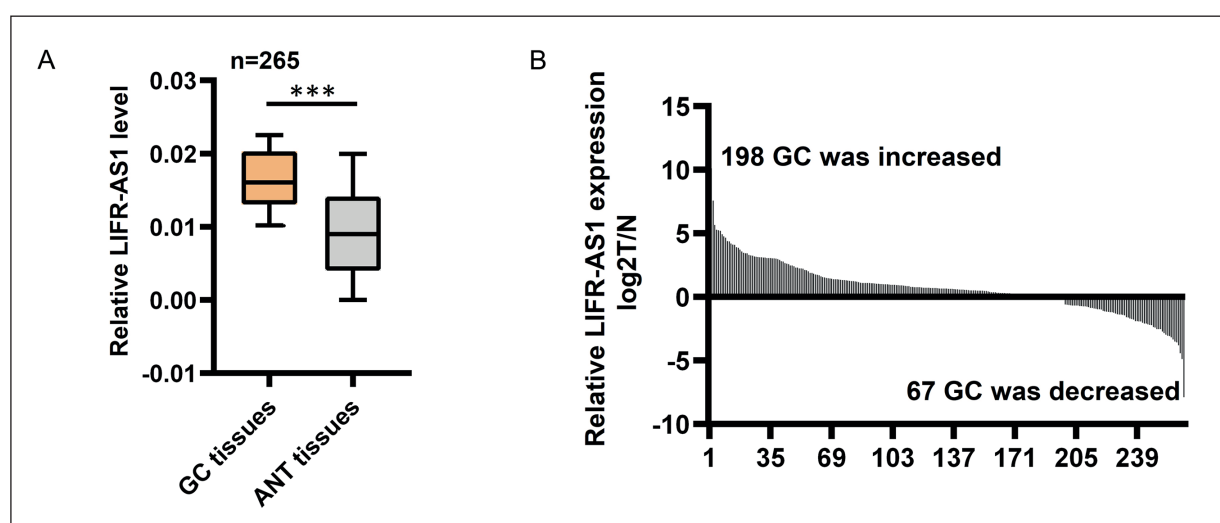 A
n=265
***
0.03
0.02
0.01
0.00
-0.01
Relative LIFR-AS1 level
GC tissues
ANT tissues
B
Relative LIFR-AS1 expression
log2T/N
15
10
5
0
-5
-10
198 GC was increased
67 GC was decreased
1 35 69 103 137 171 205 239